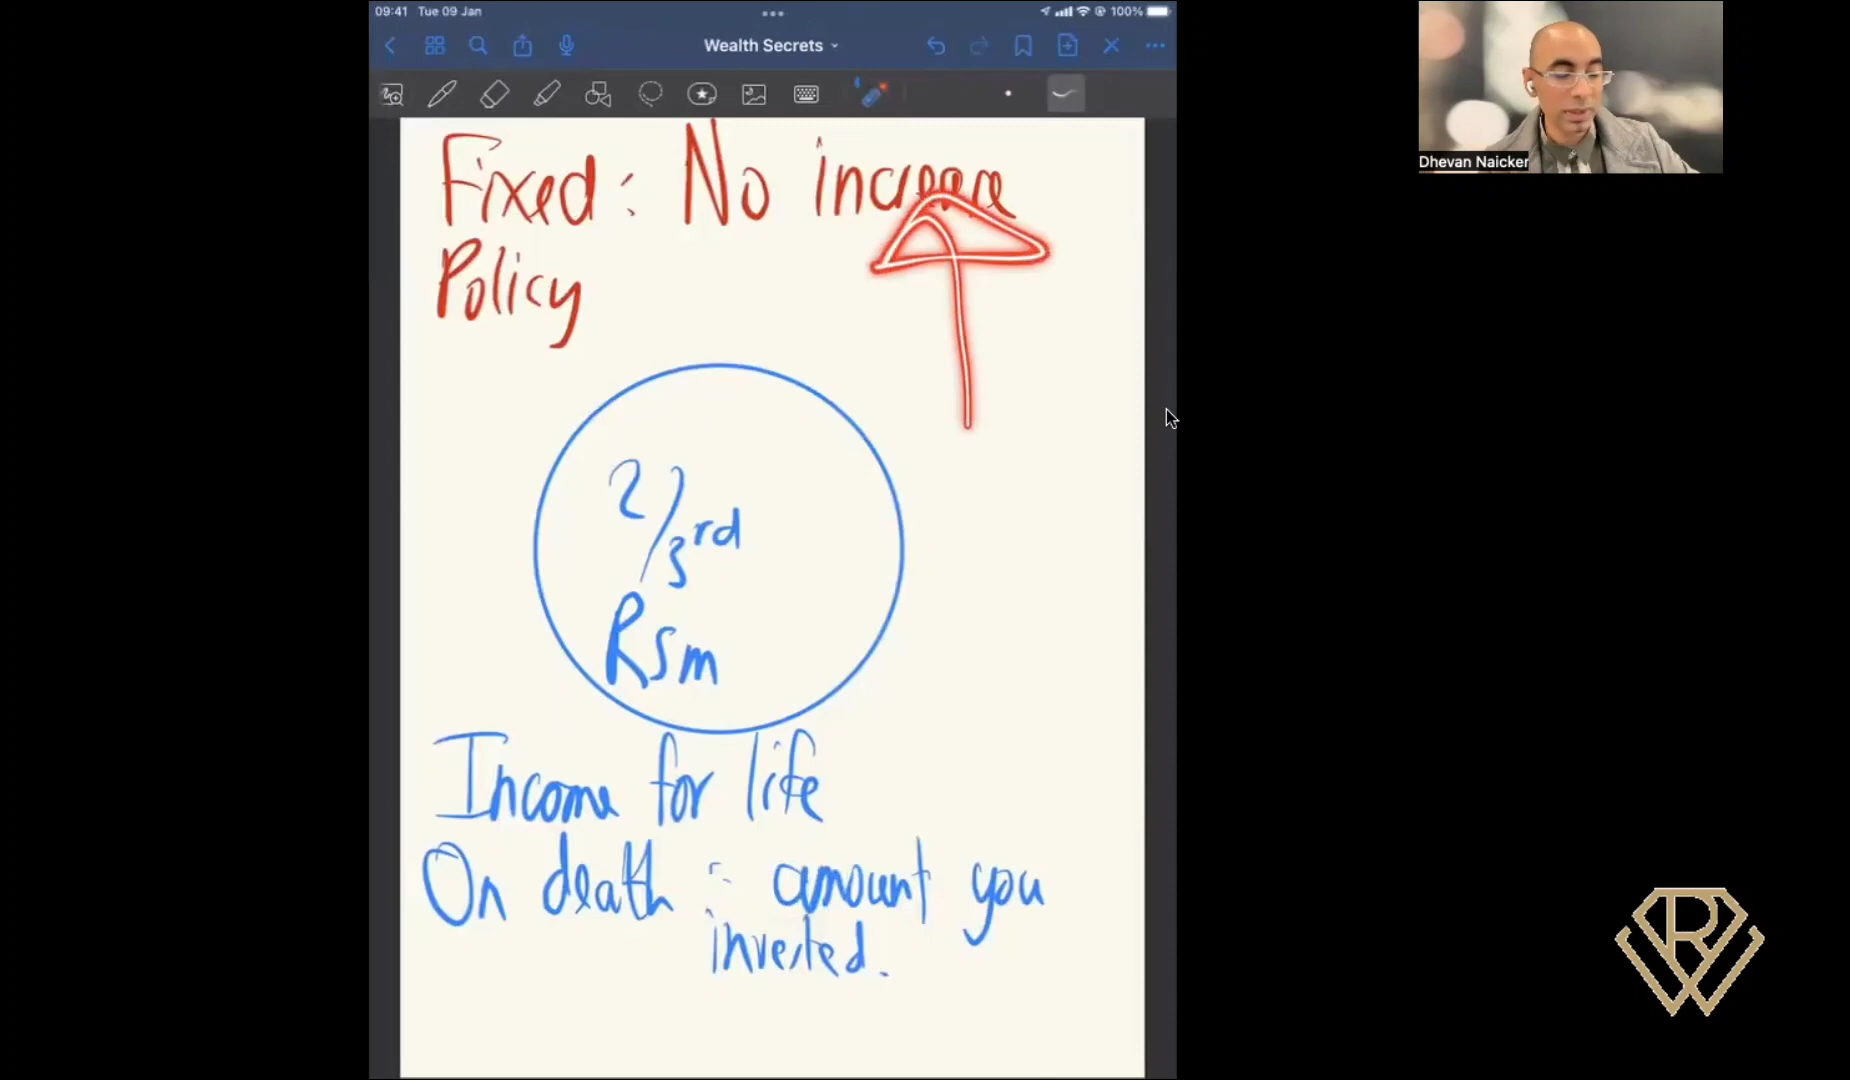 09:41 Tue 09 Jan
100%
Wealth Secrets
Dhevan Naicker
Fixed: No increase
Policy
2/3rd
R5m
Income for life
On death : amount you
invested.